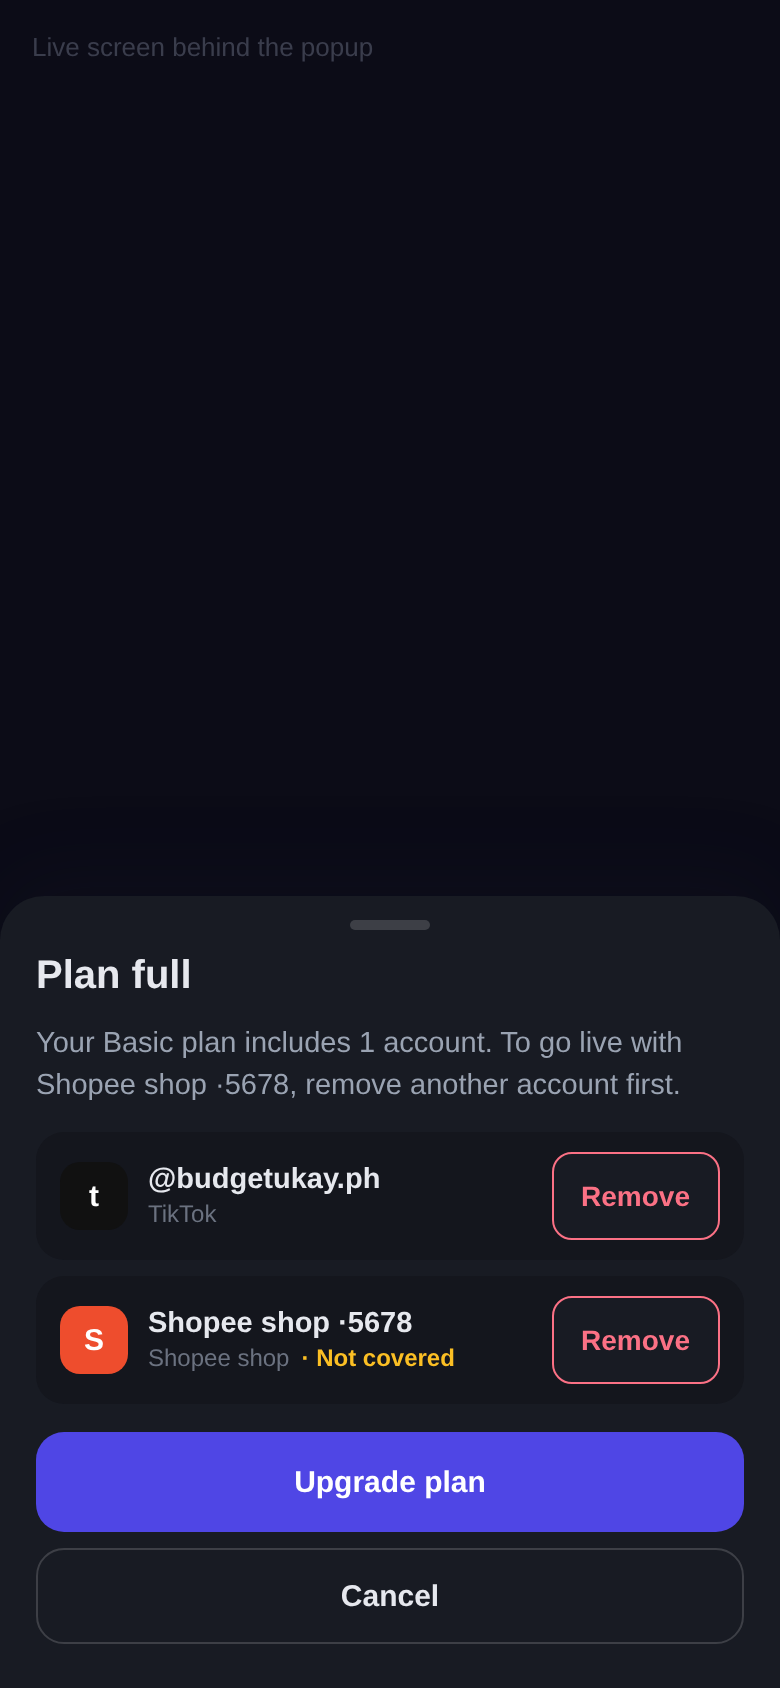 Live screen behind the popup
Plan full
Your Basic plan includes 1 account. To go live with
Shopee shop ·5678, remove another account first.
t
@budgetukay.ph
TikTok
Remove
S
Shopee shop ·5678
Shopee shop · Not covered
Remove
Upgrade plan
Cancel